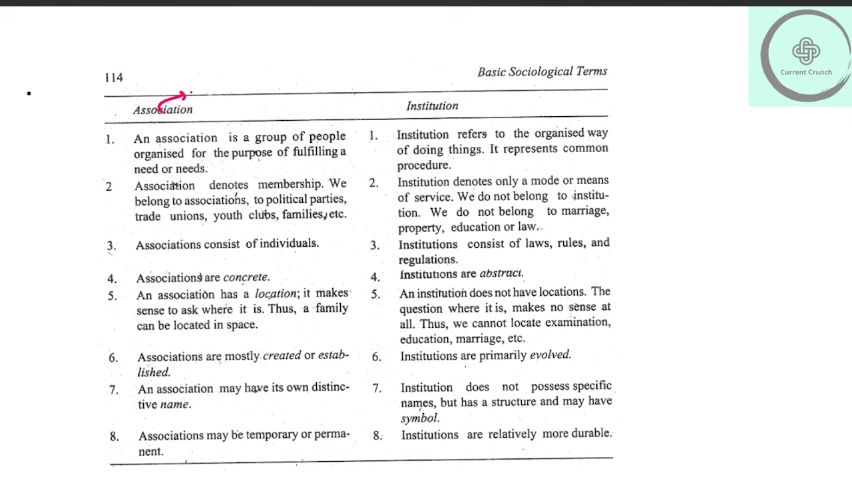 Current Crunch
114
Basic Sociological Terms
Association
Institution
1. An association is a group of people
organised for the purpose of fulfilling a
need or needs.
1. Institution refers to the organised way
of doing things. It represents common
procedure.
2 Association denotes membership. We
belong to associations, to political parties,
trade unions, youth clubs, families, etc.
2. Institution denotes only a mode or means
of service. We do not belong to institu-
tion. We do not belong to marriage,
property, education or law.
3. Associations consist of individuals.
3. Institutions consist of laws, rules, and
regulations.
4. Associations are concrete.
4. Institutions are abstract.
5. An association has a location; it makes
sense to ask where it is. Thus, a family
can be located in space.
5. An institution does not have locations. The
question where it is, makes no sense at
all. Thus, we cannot locate examination,
education, marriage, etc.
6. Associations are mostly created or estab-
lished.
6. Institutions are primarily evolved.
7. An association may have its own distinc-
tive name.
7. Institution does not possess specific
names, but has a structure and may have
symbol.
8. Associations may be temporary or perma-
nent.
8. Institutions are relatively more durable.